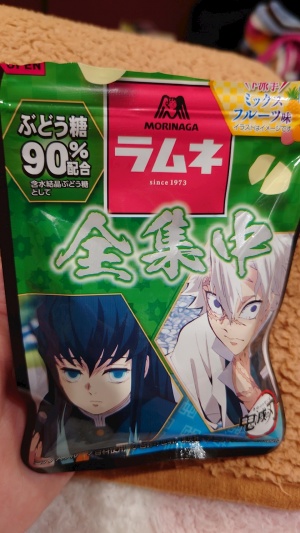 OPEN
ミックス
フルーツ味
MORINAGA
ラムネ
since 1973
ぶどう糖
90%配合
含水結晶ぶどう糖
として
全集中